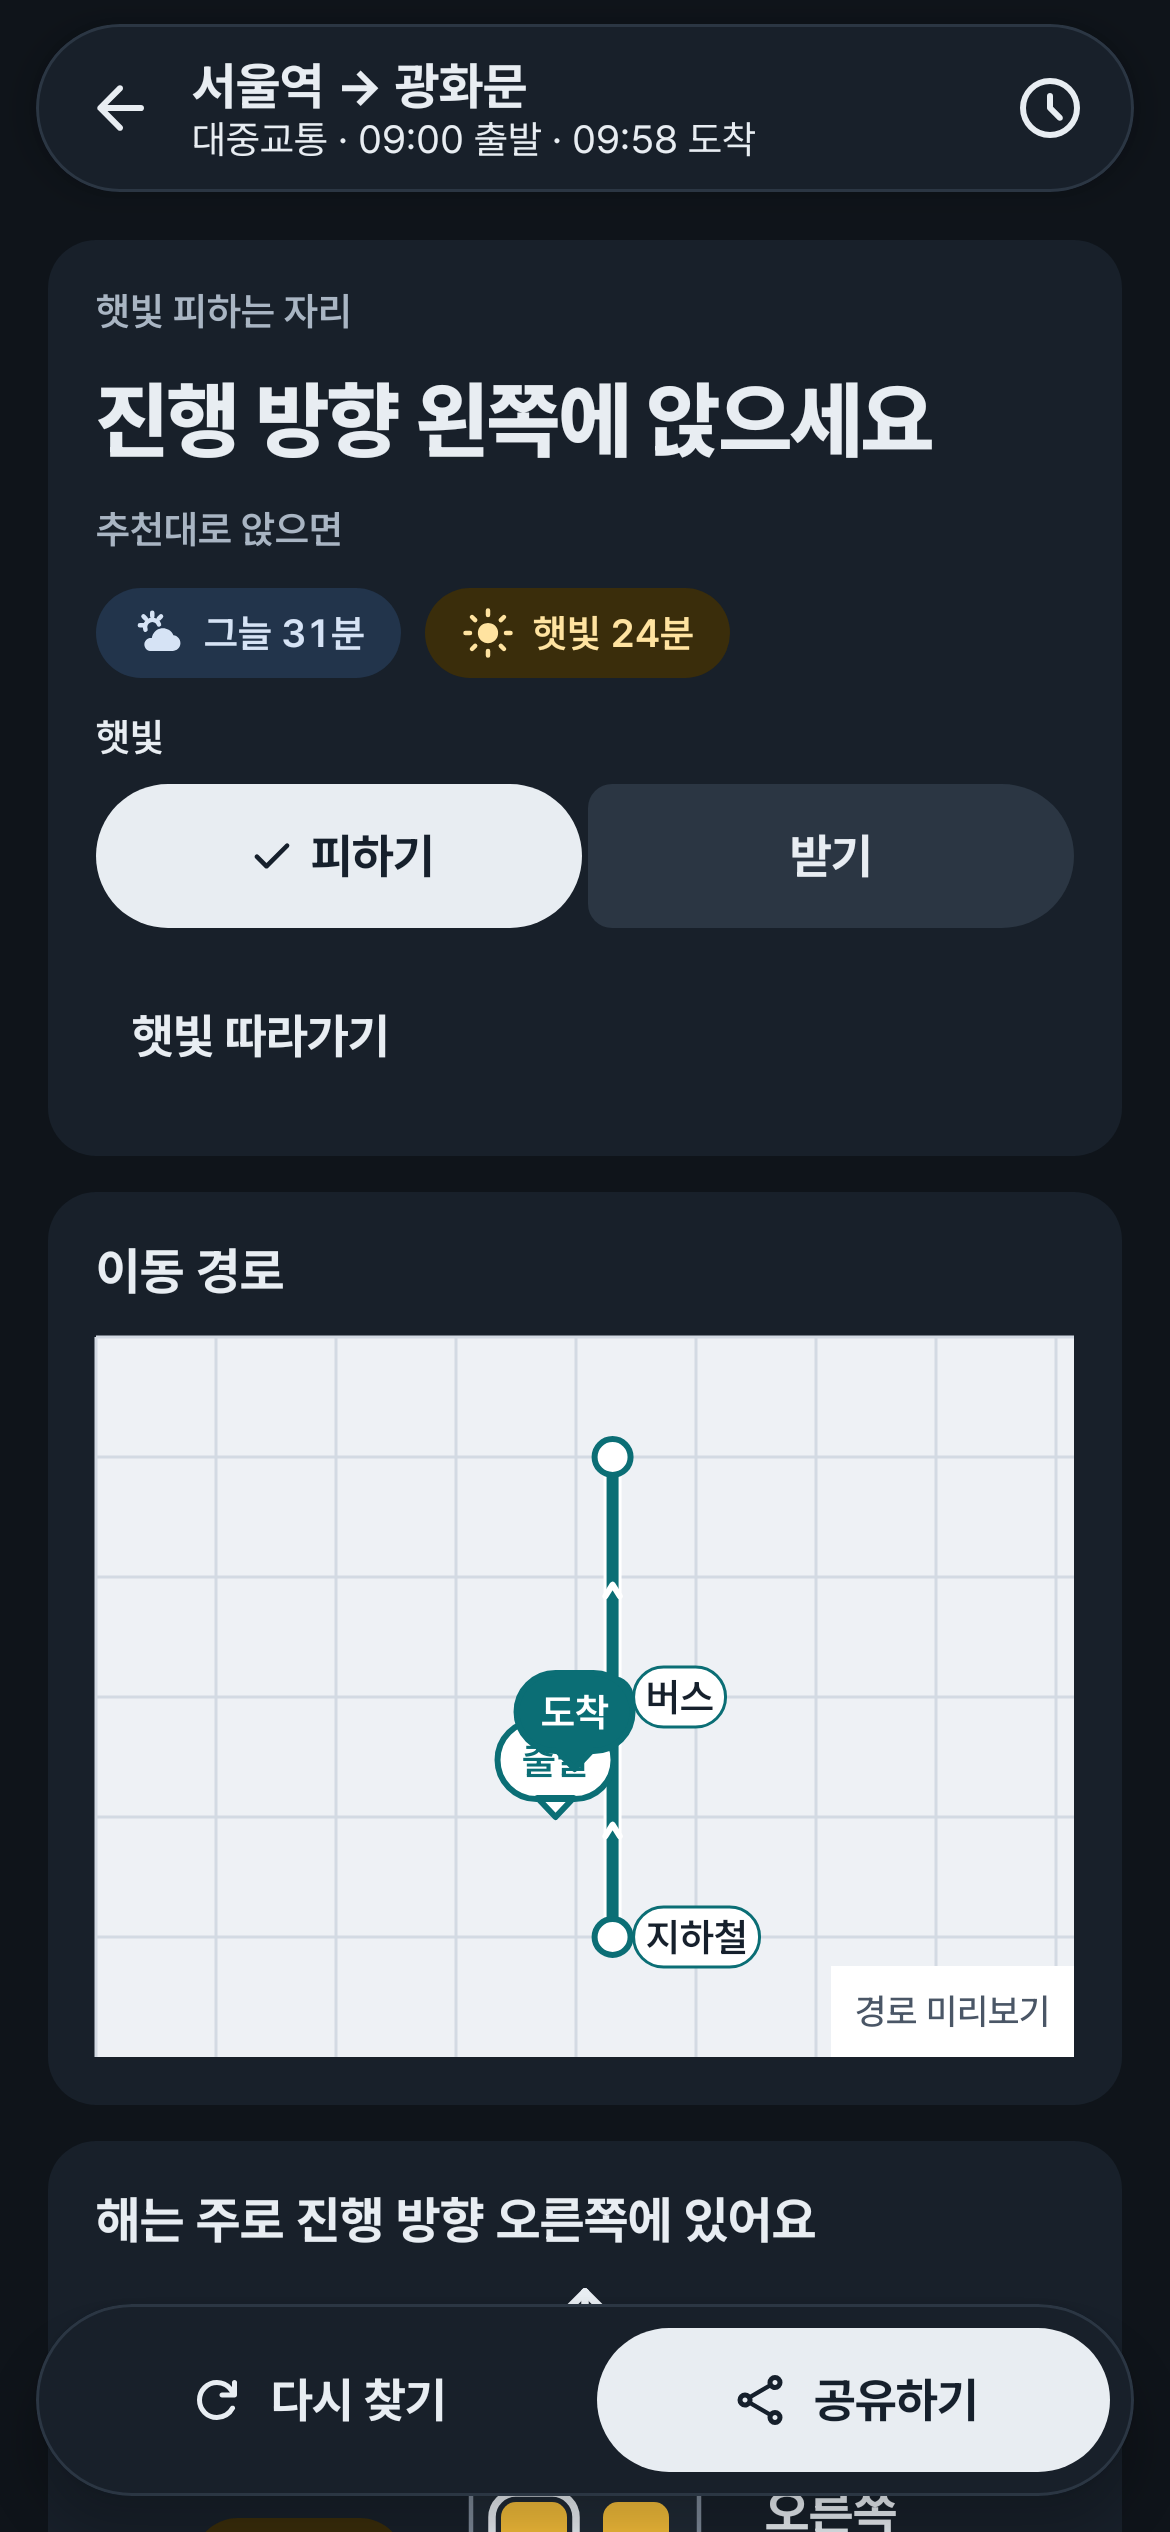 서울역 → 광화문
대중교통 · 09:00 출발 · 09:58 도착
햇빛 피하는 자리
진행 방향 왼쪽에 앉으세요
추천대로 앉으면
그늘 31분
햇빛 24분
햇빛
피하기
받기
햇빛 따라가기
이동 경로
버스
도착
지하철
경로 미리보기
해는 주로 진행 방향 오른쪽에 있어요
다시 찾기
공유하기
오른쪽